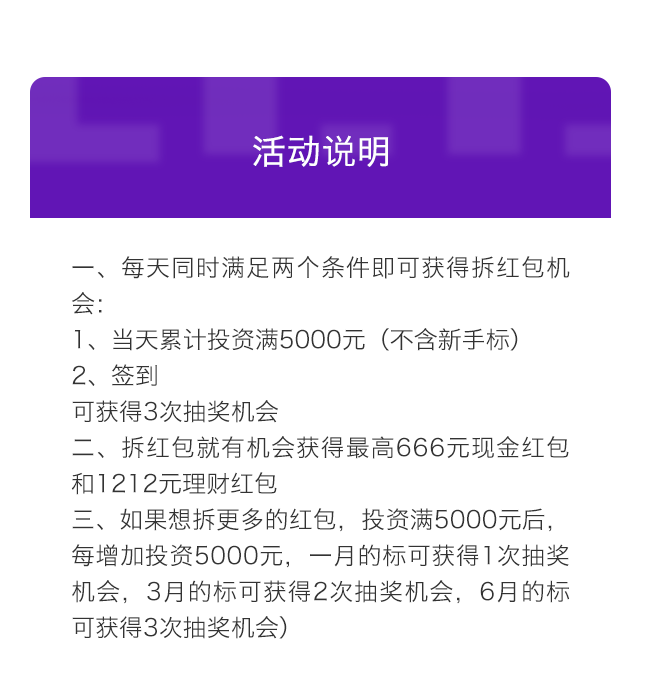 活动说明
一、每天同时满足两个条件即可获得拆红包机
会：
1、当天累计投资满5000元（不含新手标）
2、签到
可获得3次抽奖机会
二、拆红包就有机会获得最高666元现金红包
和1212元理财红包
三、如果想拆更多的红包，投资满5000元后，
每增加投资5000元，一月的标可获得1次抽奖
机会，3月的标可获得2次抽奖机会，6月的标
可获得3次抽奖机会）